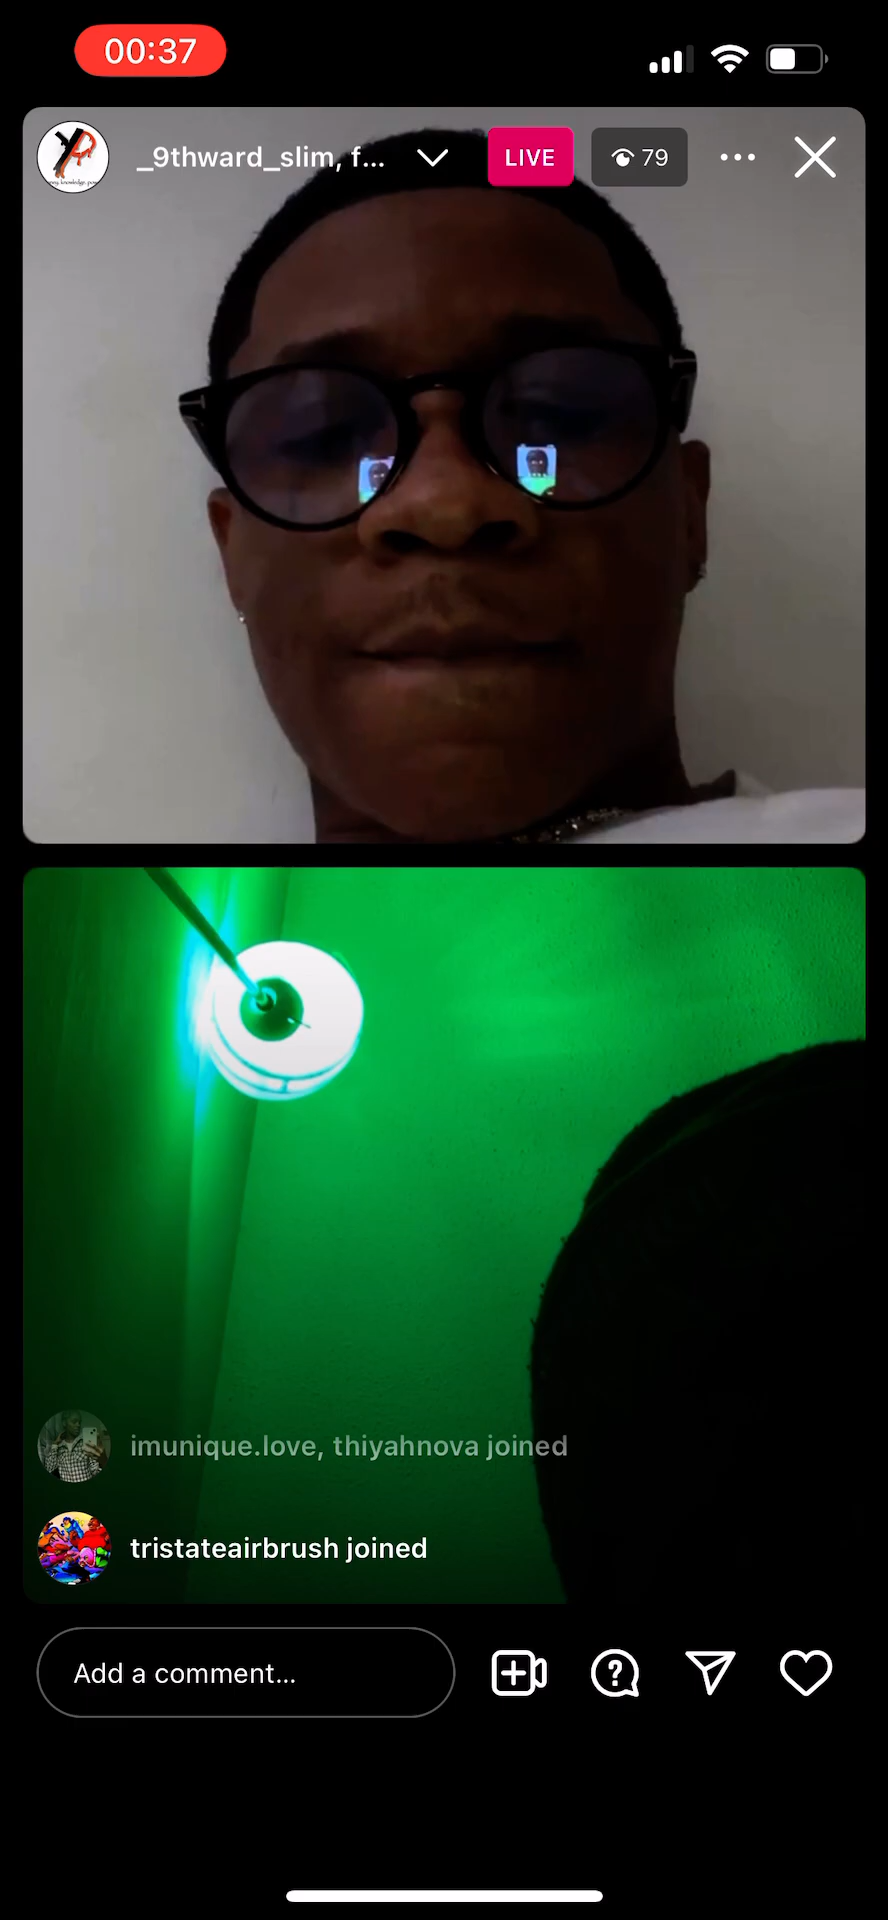 00:37
_9thward_slim, f...
LIVE
79
imunique.love, thiyahnova joined
tristateairbrush joined
Add a comment...